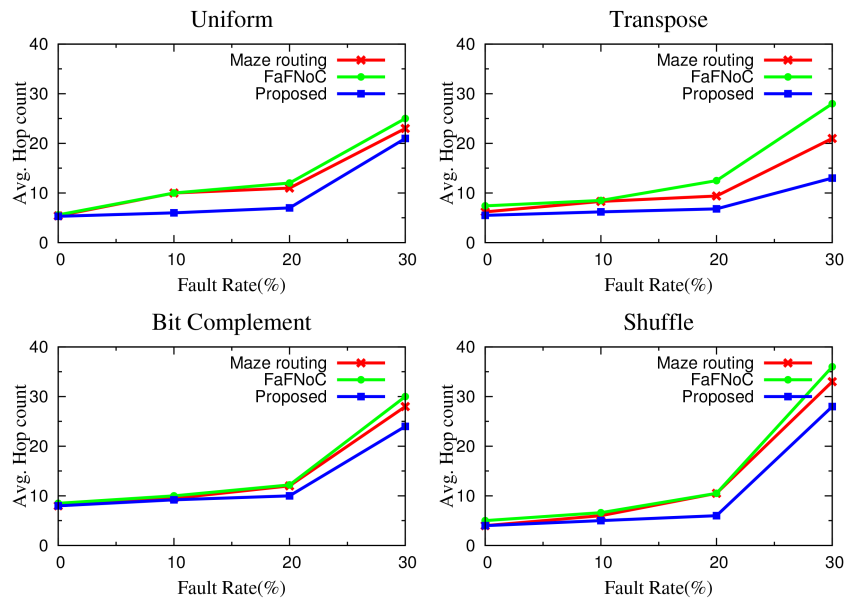 Uniform
Avg. Hop count
40
30
20
10
0
Maze routing
FaFNoC
Proposed
0 10 20 30
Fault Rate(%)
Transpose
Avg. Hop count
40
30
20
10
0
Maze routing
FaFNoC
Proposed
0 10 20 30
Fault Rate(%)
Bit Complement
Avg. Hop count
40
30
20
10
0
Maze routing
FaFNoC
Proposed
0 10 20 30
Fault Rate(%)
Shuffle
Avg. Hop count
40
30
20
10
0
Maze routing
FaFNoC
Proposed
0 10 20 30
Fault Rate(%)